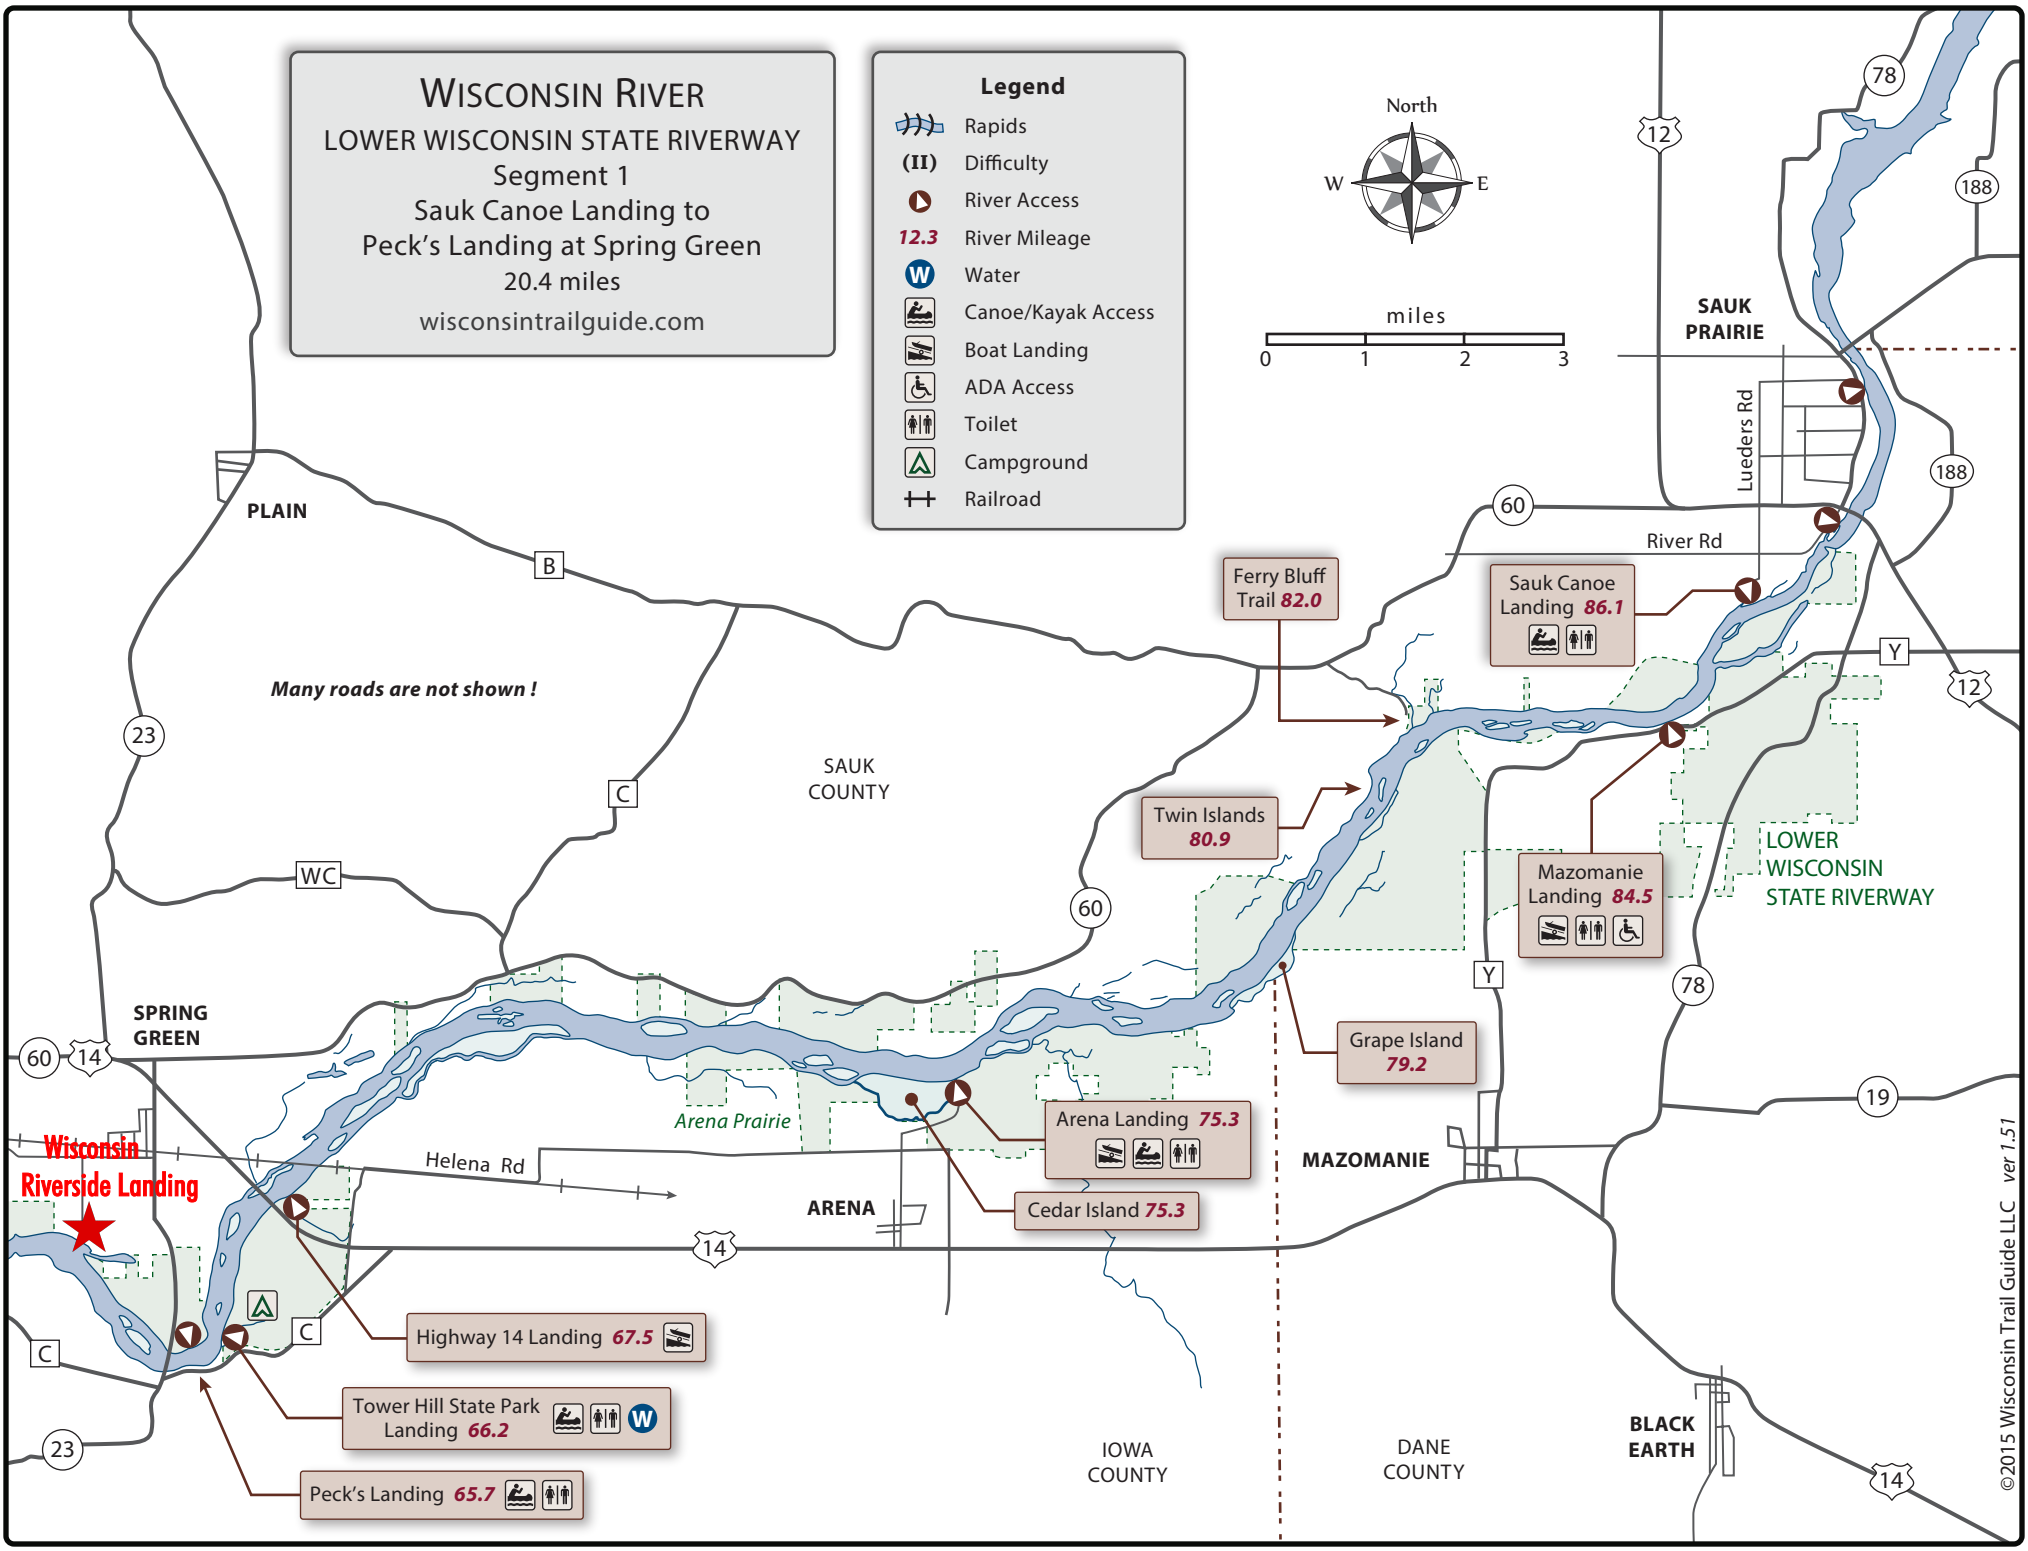 WISCONSIN RIVER
LOWER WISCONSIN STATE RIVERWAY
Segment 1
Sauk Canoe Landing to
Peck's Landing at Spring Green
20.4 miles
wisconsintrailguide.com
Legend
Rapids
(II) Difficulty
River Access
12.3 River Mileage
W Water
Canoe/Kayak Access
Boat Landing
ADA Access
Toilet
Campground
Railroad
North
W E
miles
0 1 2 3
12
78
188
SAUK
PRAIRIE
Lueders Rd
188
60
River Rd
PLAIN
B
Ferry Bluff
Trail 82.0
Sauk Canoe
Landing 86.1
Y
12
Many roads are not shown !
23
C
SAUK
COUNTY
Twin Islands
80.9
LOWER
WISCONSIN
STATE RIVERWAY
Mazomanie
Landing 84.5
WC
60
Y
78
SPRING
GREEN
60
14
Grape Island
79.2
19
Arena Prairie
Arena Landing 75.3
Wisconsin
Riverside Landing
Helena Rd
MAZOMANIE
ARENA
Cedar Island 75.3
14
C
C
Highway 14 Landing 67.5
Tower Hill State Park
Landing 66.2
W
23
Peck's Landing 65.7
IOWA
COUNTY
DANE
COUNTY
BLACK
EARTH
14
©2015 Wisconsin Trail Guide LLC ver 1.51